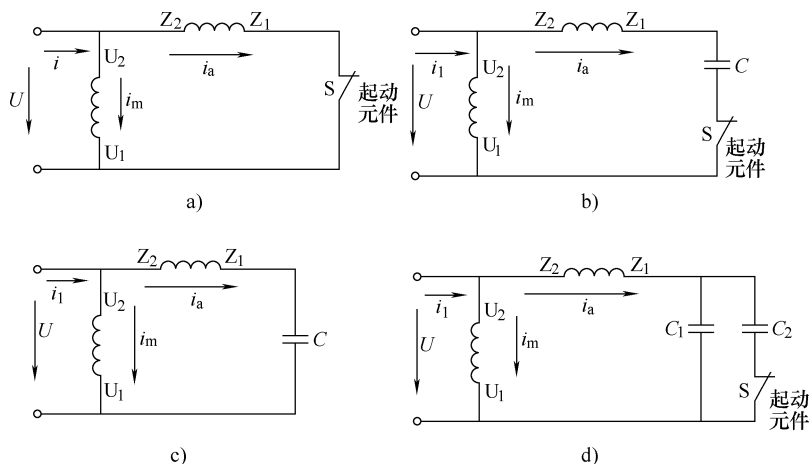 Z₂ Z₁
i
U₂
iₐ
U
iₘ
U₁
S
起动
元件
a)
Z₂ Z₁
i₁
U₂
iₐ
U
iₘ
U₁
C
S
起动
元件
b)
Z₂ Z₁
i₁
U₂
iₐ
U
iₘ
U₁
C
c)
Z₂ Z₁
i₁
U₂
iₐ
U
iₘ
U₁
C₁
C₂
S
起动
元件
d)